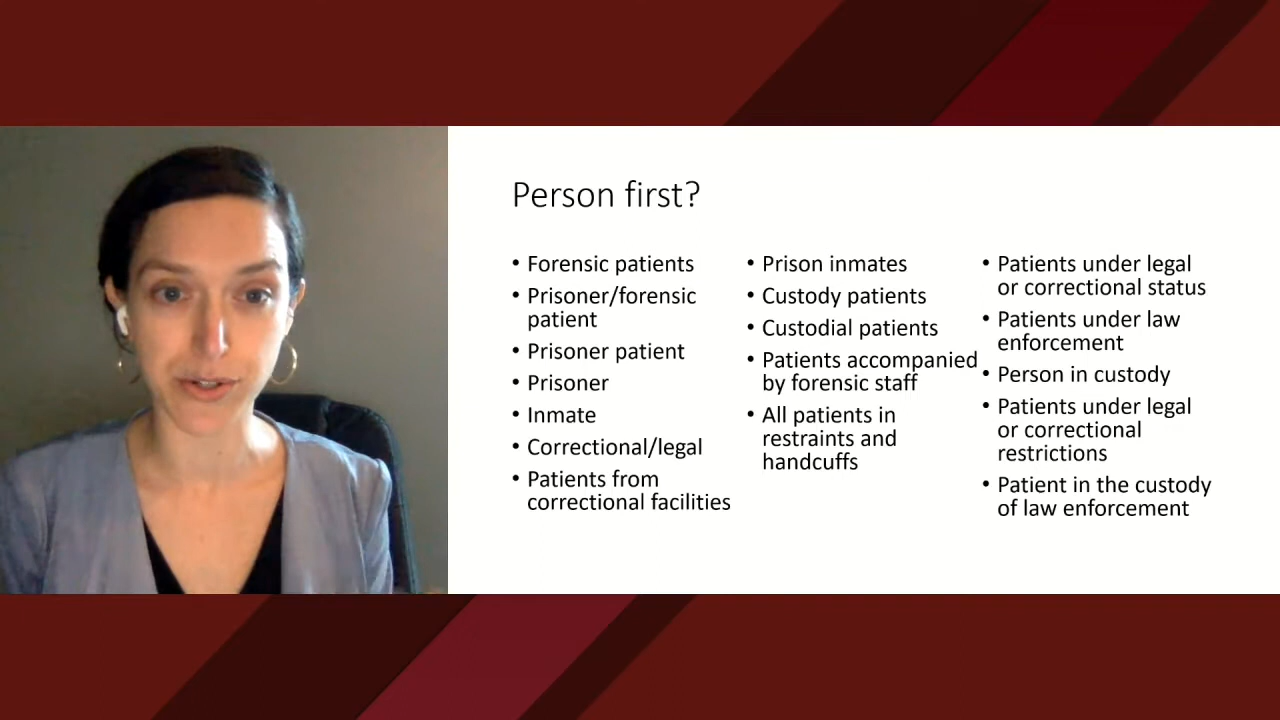 Person first?
• Forensic patients
• Prisoner/forensic
patient
• Prisoner patient
• Prisoner
• Inmate
• Correctional/legal
• Patients from
correctional facilities
• Prison inmates
• Custody patients
• Custodial patients
• Patients accompanied
by forensic staff
• All patients in
restraints and
handcuffs
• Patients under legal
or correctional status
• Patients under law
enforcement
• Person in custody
• Patients under legal
or correctional
restrictions
• Patient in the custody
of law enforcement